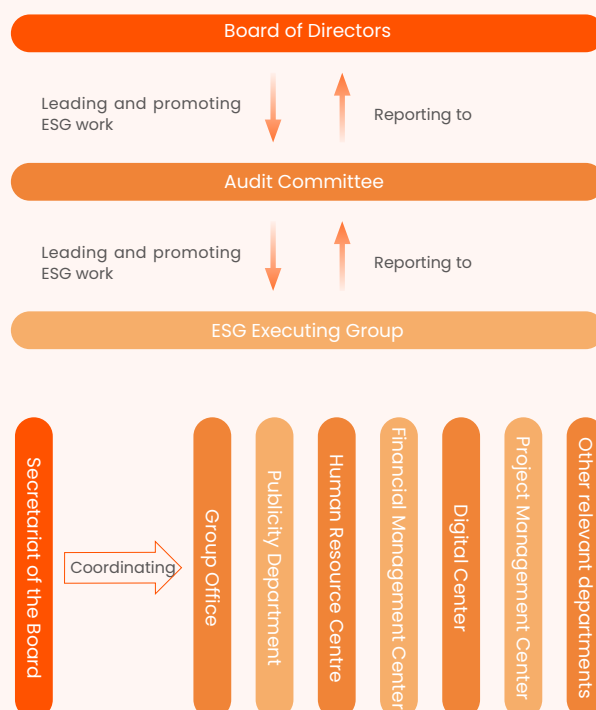 Board of Directors
Leading and promoting
ESG work
Reporting to
Audit Committee
Leading and promoting
ESG work
Reporting to
ESG Executing Group
Secretariat of the Board
Coordinating
Group Office
Publicity Department
Human Resource Centre
Financial Management Center
Digital Center
Project Management Center
Other relevant departments